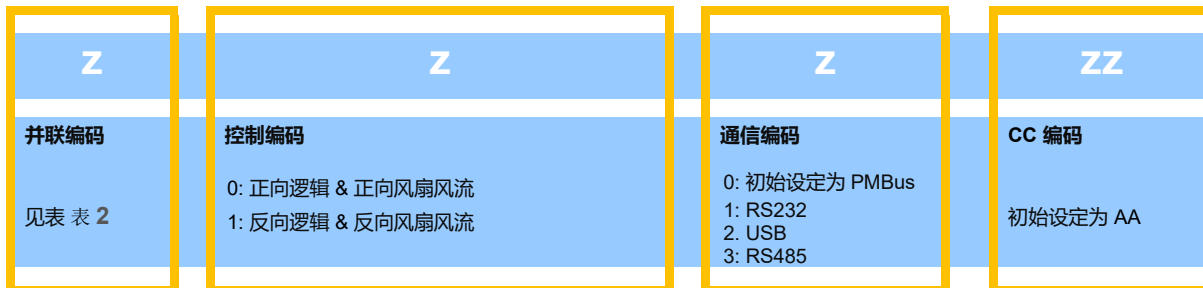 Z Z Z ZZ
并联编码 控制编码 通信编码 CC 编码
见表 表 2
0: 正向逻辑 & 正向风扇风流
1: 反向逻辑 & 反向风扇风流
0: 初始设定为 PMBus
1: RS232
2. USB
3: RS485
初始设定为 AA